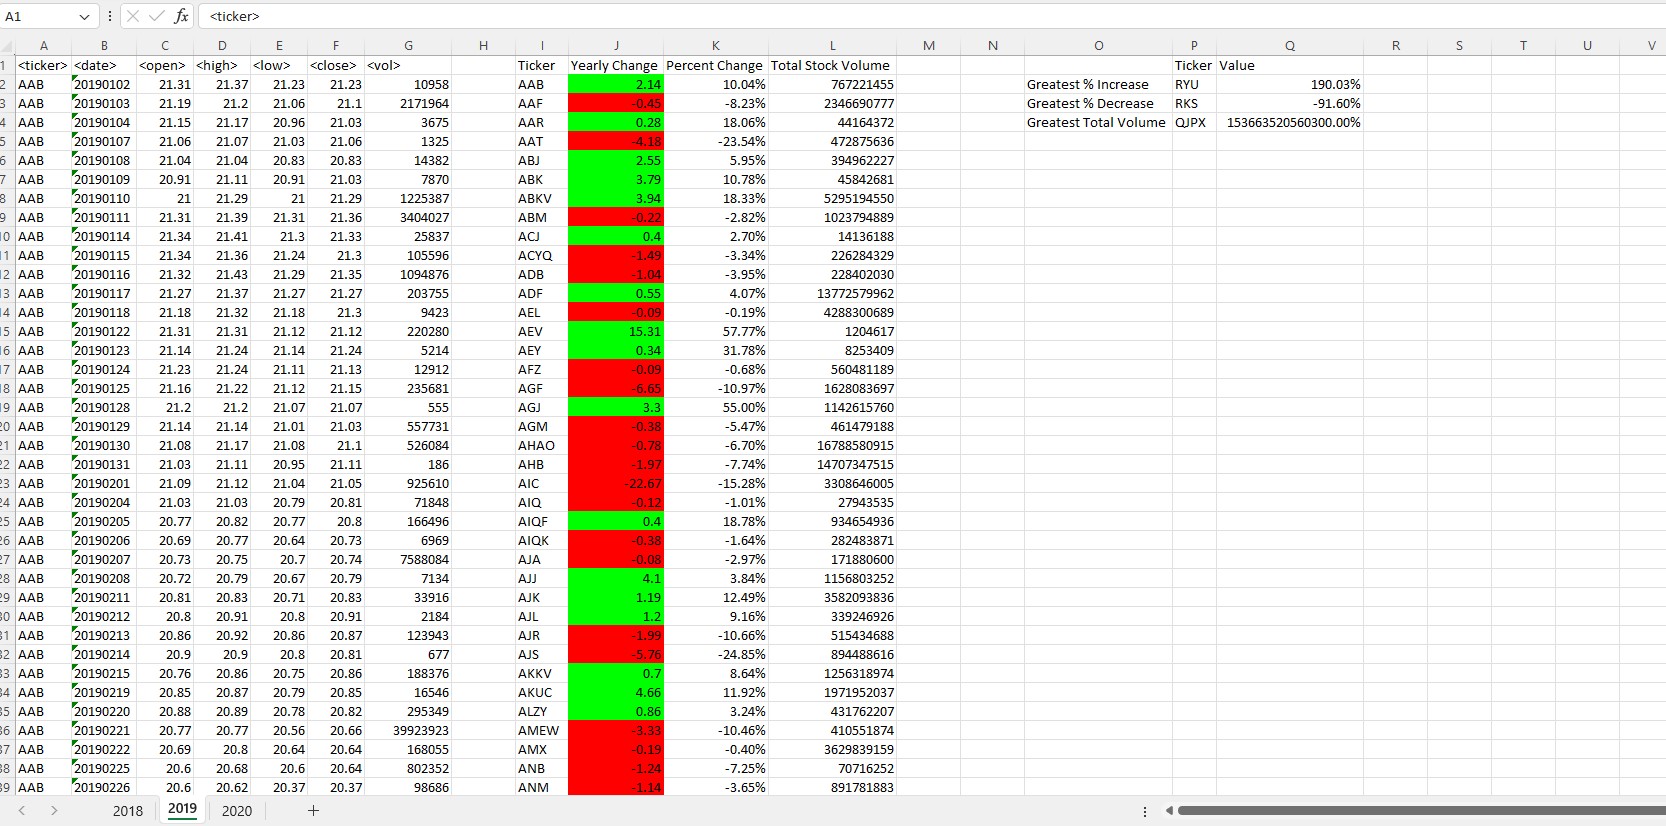 A1 fx <ticker>
A B C D E F G H I J K L M N O P Q R S T U V
1 <ticker> <date> <open> <high> <low> <close> <vol> Ticker Yearly Change Percent Change Total Stock Volume Ticker Value
2 AAB 20190102 21.31 21.37 21.23 21.23 10958 AAB 2.14 10.04% 767221455 Greatest % Increase RYU 190.03%
3 AAB 20190103 21.19 21.2 21.06 21.1 2171964 AAF -0.45 -8.23% 2346690777 Greatest % Decrease RKS -91.60%
4 AAB 20190104 21.15 21.17 20.96 21.03 3675 AAR 0.28 18.06% 44164372 Greatest Total Volume QJPX 153663520560300.00%
5 AAB 20190107 21.06 21.07 21.03 21.06 1325 AAT -4.18 -23.54% 472875636
6 AAB 20190108 21.04 21.04 20.83 20.83 14382 ABJ 2.55 5.95% 394962227
7 AAB 20190109 20.91 21.11 20.91 21.03 7870 ABK 3.79 10.78% 45842681
8 AAB 20190110 21 21.29 21 21.29 1225387 ABKV 3.94 18.33% 5295194550
9 AAB 20190111 21.31 21.39 21.31 21.36 3404027 ABM -0.22 -2.82% 1023794889
10 AAB 20190114 21.34 21.41 21.3 21.33 25837 ACJ 0.4 2.70% 14136188
11 AAB 20190115 21.34 21.36 21.24 21.3 105596 ACYQ -1.49 -3.34% 226284329
12 AAB 20190116 21.32 21.43 21.29 21.35 1094876 ADB -1.04 -3.95% 228402030
13 AAB 20190117 21.27 21.37 21.27 21.27 203755 ADF 0.55 4.07% 13772579962
14 AAB 20190118 21.18 21.32 21.18 21.3 9423 AEL -0.09 -0.19% 4288300689
15 AAB 20190122 21.31 21.31 21.12 21.12 220280 AEV 15.31 57.77% 1204617
16 AAB 20190123 21.14 21.24 21.14 21.24 5214 AEY 0.34 31.78% 8253409
17 AAB 20190124 21.23 21.24 21.11 21.13 12912 AFZ -0.09 -0.68% 560481189
18 AAB 20190125 21.16 21.22 21.12 21.15 235681 AGF -6.65 -10.97% 1628083697
19 AAB 20190128 21.2 21.2 21.07 21.07 555 AGJ 3.3 55.00% 1142615760
20 AAB 20190129 21.14 21.14 21.01 21.03 557731 AGM -0.38 -5.47% 461479188
21 AAB 20190130 21.08 21.17 21.08 21.1 526084 AHAO -0.78 -6.70% 16788580915
22 AAB 20190131 21.03 21.11 20.95 21.11 186 AHB -1.97 -7.74% 14707347515
23 AAB 20190201 21.09 21.12 21.04 21.05 925610 AIC -22.67 -15.28% 3308646005
24 AAB 20190204 21.03 21.03 20.79 20.81 71848 AIQ -0.12 -1.01% 27943535
25 AAB 20190205 20.77 20.82 20.77 20.8 166496 AIQF 0.4 18.78% 934654936
26 AAB 20190206 20.69 20.77 20.64 20.73 6969 AIQK -0.38 -1.64% 282483871
27 AAB 20190207 20.73 20.75 20.7 20.74 7588084 AJA -0.08 -2.97% 171880600
28 AAB 20190208 20.72 20.79 20.67 20.79 7134 AJJ 4.1 3.84% 1156803252
29 AAB 20190211 20.81 20.83 20.71 20.83 33916 AJK 1.19 12.49% 3582093836
30 AAB 20190212 20.8 20.91 20.8 20.91 2184 AJL 1.2 9.16% 339246926
31 AAB 20190213 20.86 20.92 20.86 20.87 123943 AJR -1.99 -10.66% 515434688
32 AAB 20190214 20.9 20.9 20.8 20.81 677 AJS -5.76 -24.85% 894488616
33 AAB 20190215 20.76 20.86 20.75 20.86 188376 AKKV 0.7 8.64% 1256318974
34 AAB 20190219 20.85 20.87 20.79 20.85 16546 AKUC 4.66 11.92% 1971952037
35 AAB 20190220 20.88 20.89 20.78 20.82 295349 ALZY 0.86 3.24% 431762207
36 AAB 20190221 20.77 20.77 20.56 20.66 39923923 AMEW -3.33 -10.46% 410551874
37 AAB 20190222 20.69 20.8 20.64 20.64 168055 AMX -0.19 -0.40% 3629839159
38 AAB 20190225 20.6 20.68 20.6 20.64 802352 ANB -1.24 -7.25% 70716252
39 AAB 20190226 20.6 20.62 20.37 20.37 98686 ANM -1.14 -3.65% 891781883
2018 2019 2020 +